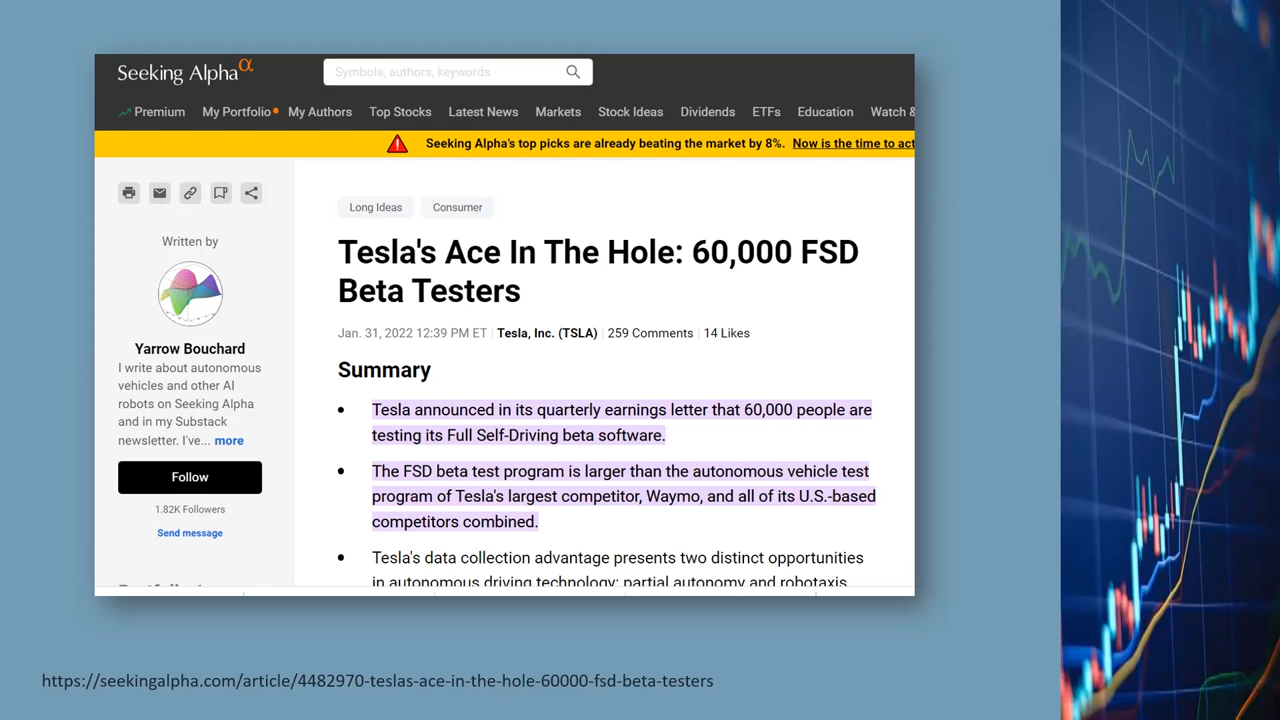 Seeking Alpha α
Symbols, authors, keywords
Premium My Portfolio My Authors Top Stocks Latest News Markets Stock Ideas Dividends ETFs Education Watch &
Seeking Alpha's top picks are already beating the market by 8%. Now is the time to act
Written by
Yarrow Bouchard
I write about autonomous
vehicles and other AI
robots on Seeking Alpha
and in my Substack
newsletter. I've... more
Follow
1.82K Followers
Send message
Long Ideas Consumer
Tesla's Ace In The Hole: 60,000 FSD
Beta Testers
Jan. 31, 2022 12:39 PM ET | Tesla, Inc. (TSLA) | 259 Comments | 14 Likes
Summary
• Tesla announced in its quarterly earnings letter that 60,000 people are
testing its Full Self-Driving beta software.
• The FSD beta test program is larger than the autonomous vehicle test
program of Tesla's largest competitor, Waymo, and all of its U.S.-based
competitors combined.
• Tesla's data collection advantage presents two distinct opportunities
in autonomous driving technology: partial autonomy and robotaxis
https://seekingalpha.com/article/4482970-teslas-ace-in-the-hole-60000-fsd-beta-testers